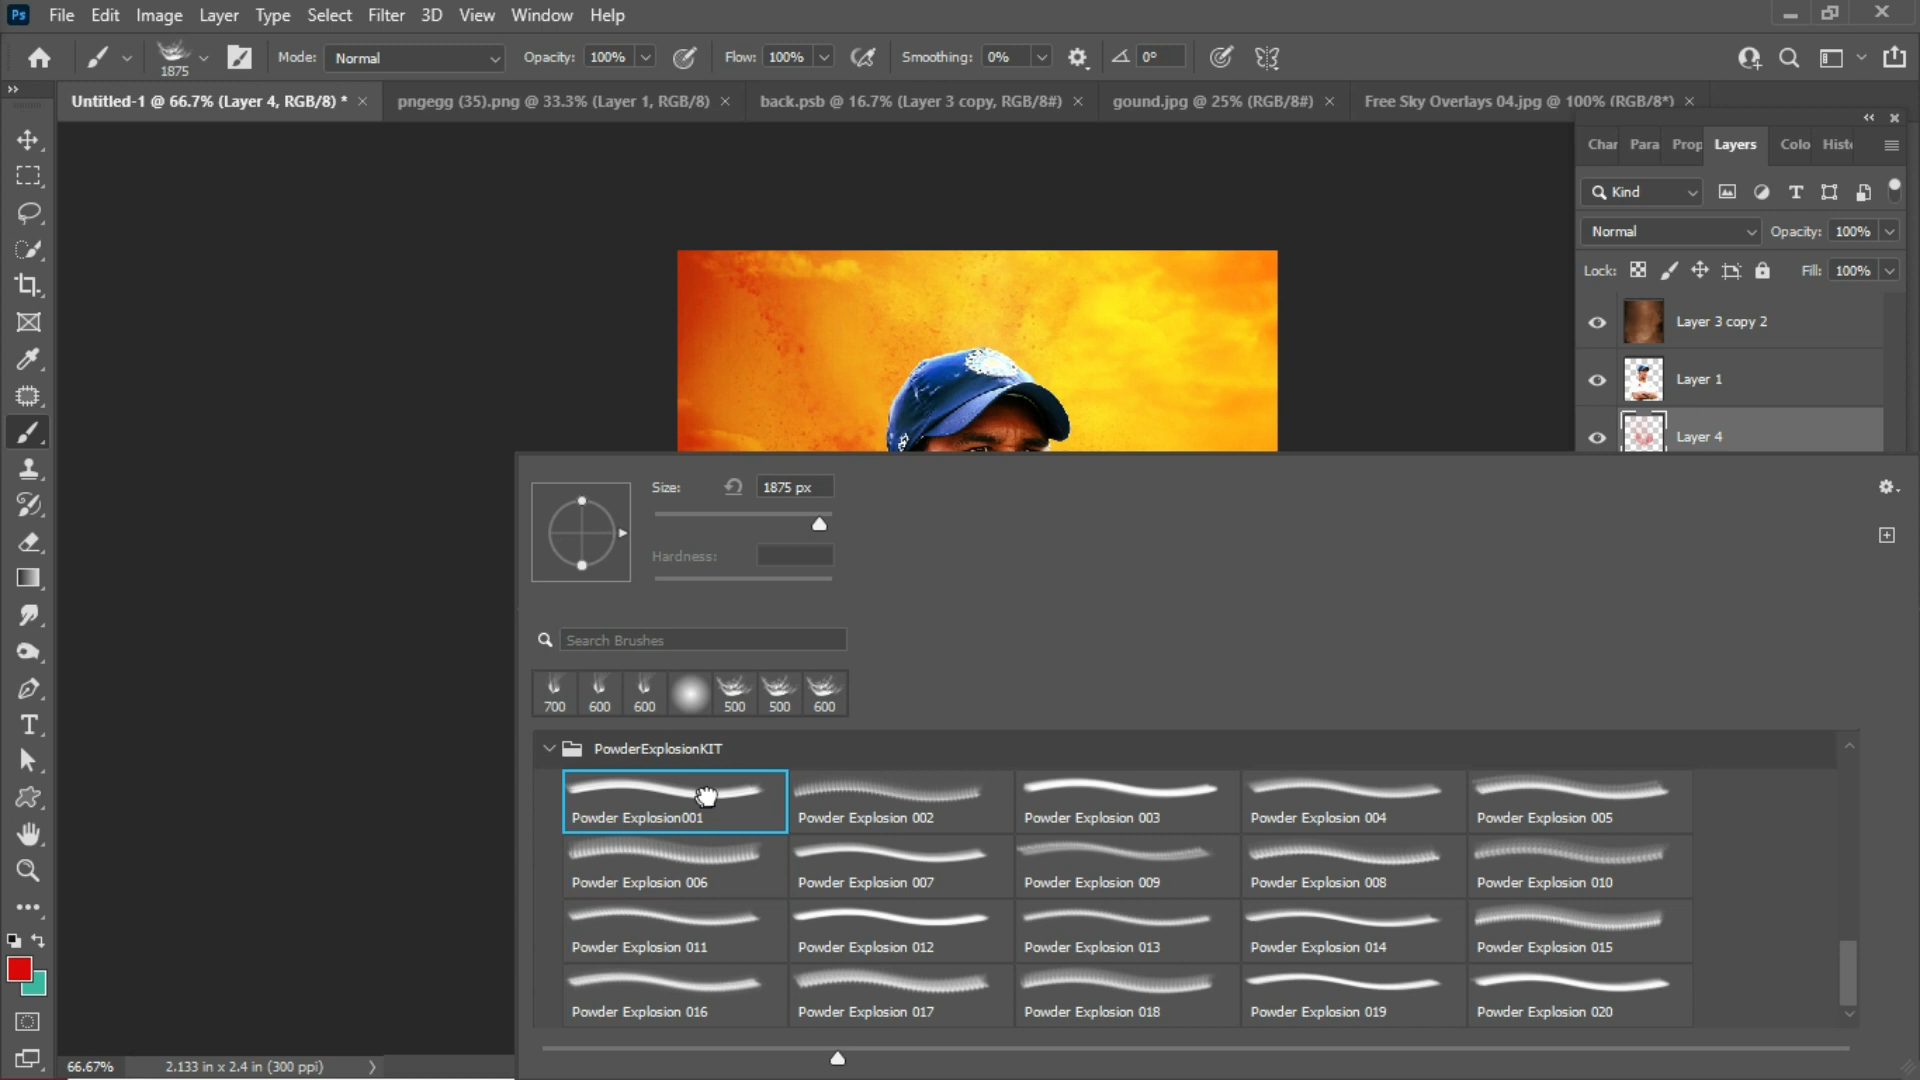 Ps File Edit Image Layer Type Select Filter 3D View Window Help
1875 Mode: Normal Opacity: 100% Flow: 100% Smoothing: 0% 0°
Untitled-1 @ 66.7% (Layer 4, RGB/8) * pngegg (35).png @ 33.3% (Layer 1, RGB/8) back.psb @ 16.7% (Layer 3 copy, RGB/8#) gound.jpg @ 25% (RGB/8#) Free Sky Overlays 04.jpg @ 100% (RGB/8*)
Char Para Prop Layers Colo Histo
Kind
Normal Opacity: 100%
Lock: Fill: 100%
Layer 3 copy 2
Layer 1
Layer 4
Size: 1875 px
Hardness:
Search Brushes
700 600 600 500 500 600
PowderExplosionKIT
Powder Explosion001 Powder Explosion 002 Powder Explosion 003 Powder Explosion 004 Powder Explosion 005
Powder Explosion 006 Powder Explosion 007 Powder Explosion 009 Powder Explosion 008 Powder Explosion 010
Powder Explosion 011 Powder Explosion 012 Powder Explosion 013 Powder Explosion 014 Powder Explosion 015
Powder Explosion 016 Powder Explosion 017 Powder Explosion 018 Powder Explosion 019 Powder Explosion 020
66.67% 2.133 in x 2.4 in (300 ppi)